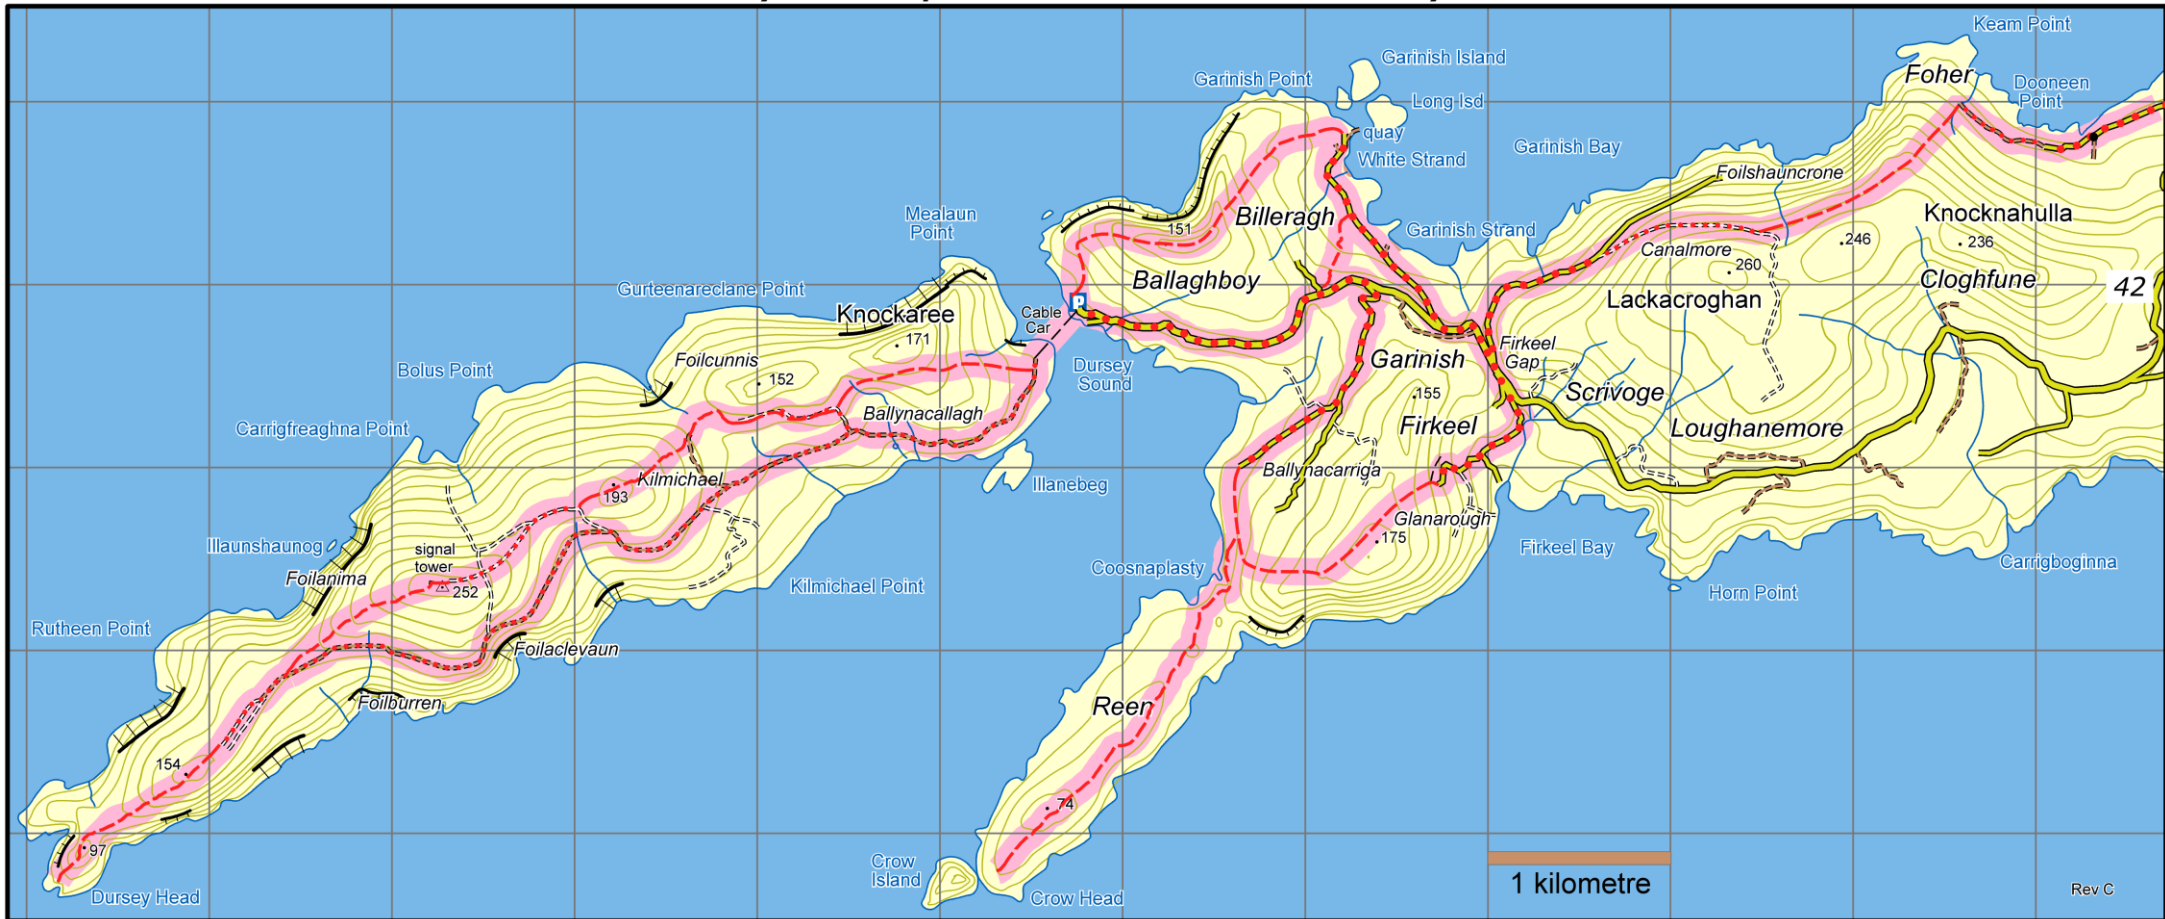 Keam Point
Garinish Island
Garinish Point
Foher
Dooneen
Point
Long Isd
quay
White Strand
Garinish Bay
Foilshauncrone
Mealaun
Point
Billeragh
Knocknahulla
151
Garinish Strand
Canalmore
246
236
260
Ballaghboy
Cloghfune
42
Gurteenareclane Point
Lackacroghan
P
Knockaree
Cable
Car
171
Firkeel
Gap
Garinish
Foilcunnis
Bolus Point
152
Dursey
Sound
155
Scrivoge
Ballynacallagh
Firkeel
Loughanemore
Carrigfreaghna Point
Ballynacarriga
Kilmichael
Illanebeg
193
Glanarough
175
Illaunshaunog
signal
tower
Firkeel Bay
Coosnaplasty
Carrigboginna
Foilanima
252
Kilmichael Point
Horn Point
Rutheen Point
Foilaclevaun
Foilburren
Reen
154
74
97
Crow
Island
1 kilometre
Rev C
Dursey Head
Crow Head